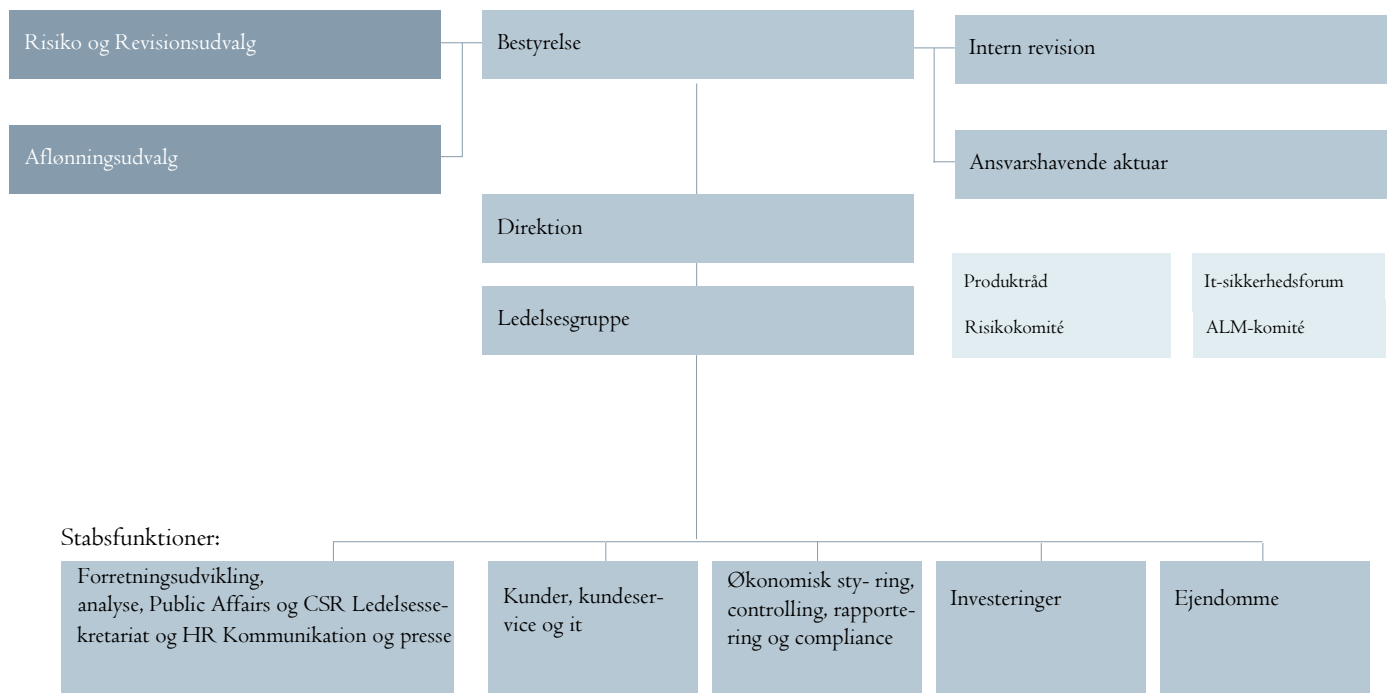 Risiko og Revisionsudvalg
Bestyrelse
Intern revision
Aflønningsudvalg
Ansvarshavende aktuar
Direktion
Produktråd
It-sikkerhedsforum
Ledelsesgruppe
Risikokomité
ALM-komité
Stabsfunktioner:
Forretningsudvikling,
analyse, Public Affairs og CSR Ledelsesse-
kretariat og HR Kommunikation og presse
Kunder, kundeser-
vice og it
Økonomisk sty- ring,
controlling, rapporte-
ring og compliance
Investeringer
Ejendomme